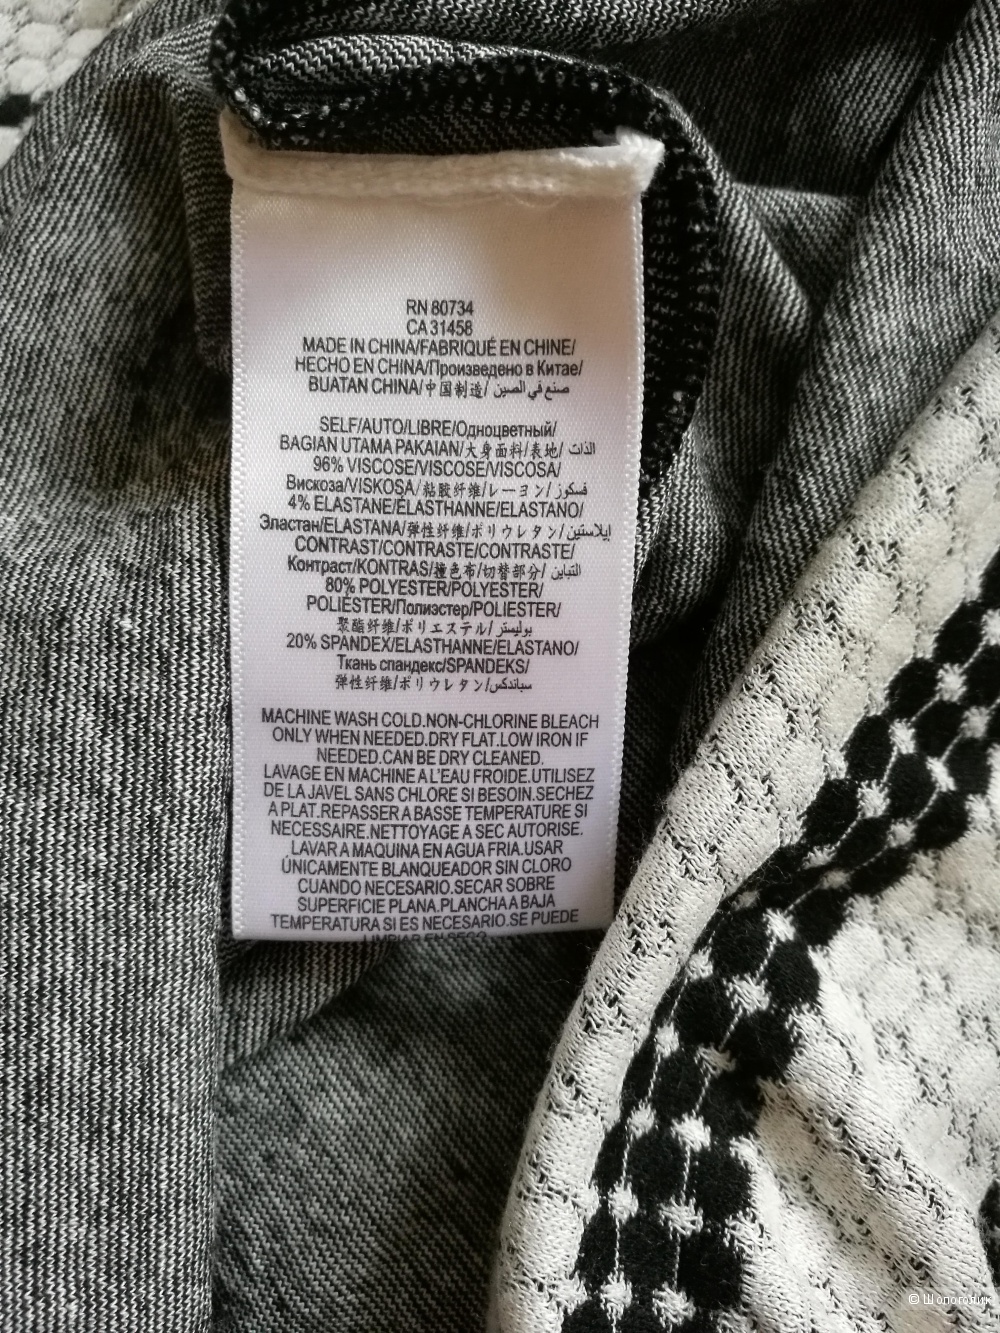 RN 80734
CA 31458
MADE IN CHINA/FABRIQUÉ EN CHINE/
HECHO EN CHINA/Произведено в Китае/
BUATAN CHINA/中国制造/ صنع في الصين
SELF/AUTO/LIBRE/Одноцветный/
BAGIAN UTAMA PAKAIAN/大身面料/表地/ الذات
96% VISCOSE/VISCOSE/VISCOSA/
Вискоза/VISKOSA/粘胶纤维/レーヨン/ فسكوز
4% ELASTANE/ÉLASTHANNE/ELASTANO/
Эластан/ELASTANA/弹性纤维/ポリウレタン/ إيلاستين
CONTRAST/CONTRASTE/CONTRASTE/
Контраст/KONTRAS/撞色布/切替部分/ التباين
80% POLYESTER/POLYESTER/
POLIÉSTER/Полиэстер/POLIESTER/
聚酯纤维/ポリエステル/ بوليستر
20% SPANDEX/ELASTHANNE/ELASTANO/
Ткань спандекс/SPANDEKS/
弹性纤维/ポリウレタン/ سباندكس
MACHINE WASH COLD.NON-CHLORINE BLEACH
ONLY WHEN NEEDED.DRY FLAT.LOW IRON IF
NEEDED.CAN BE DRY CLEANED.
LAVAGE EN MACHINE A L'EAU FROIDE.UTILISEZ
DE LA JAVEL SANS CHLORE SI BESOIN.SECHEZ
A PLAT.REPASSER A BASSE TEMPERATURE SI
NECESSAIRE.NETTOYAGE A SEC AUTORISE.
LAVAR A MAQUINA EN AGUA FRIA.USAR
ÚNICAMENTE BLANQUEADOR SIN CLORO
CUANDO NECESARIO.SECAR SOBRE
SUPERFICIE PLANA.PLANCHA A BAJA
TEMPERATURA SI ES NECESARIO.SE PUEDE
LIMPIAR EN SECO
© Шопоголик